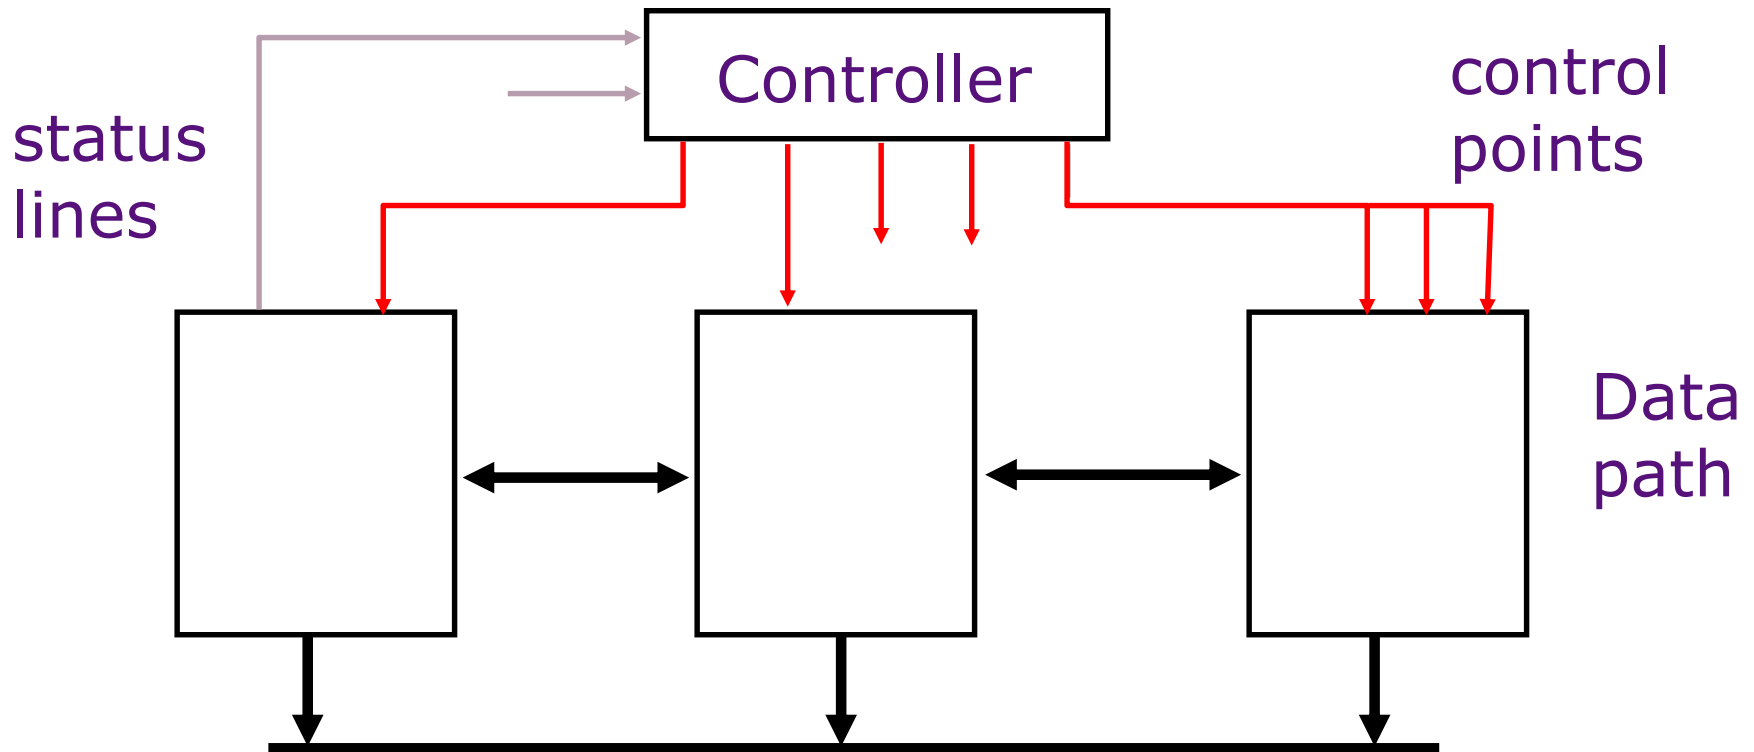 Controller
control
points
status
lines
Data
path